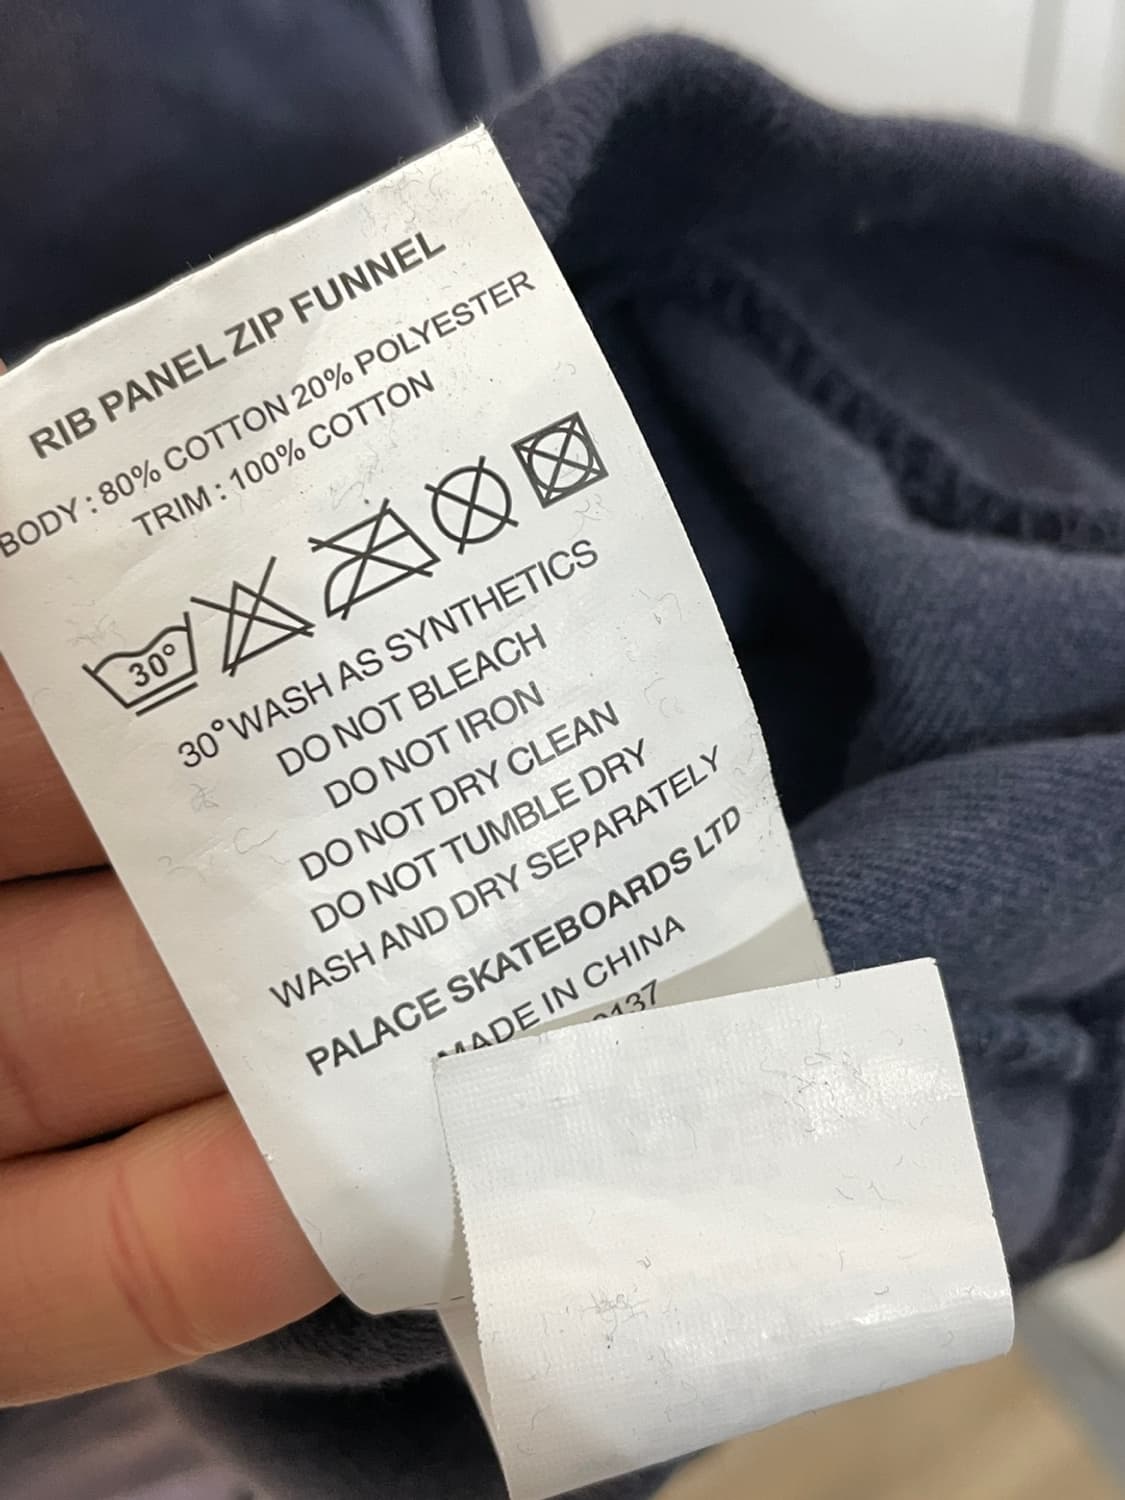 RIB PANEL ZIP FUNNEL
BODY : 80% COTTON 20% POLYESTER
TRIM : 100% COTTON
30°
30°WASH AS SYNTHETICS
DO NOT BLEACH
DO NOT IRON
DO NOT DRY CLEAN
DO NOT TUMBLE DRY
WASH AND DRY SEPARATELY
PALACE SKATEBOARDS LTD
MADE IN CHINA
137